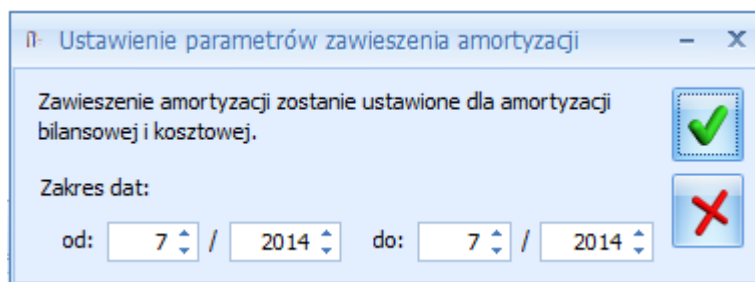 Ustawienie parametrów zawieszenia amortyzacji
Zawieszenie amortyzacji zostanie ustawione dla amortyzacji
bilansowej i kosztowej.
Zakres dat:
od: 7 / 2014 do: 7 / 2014